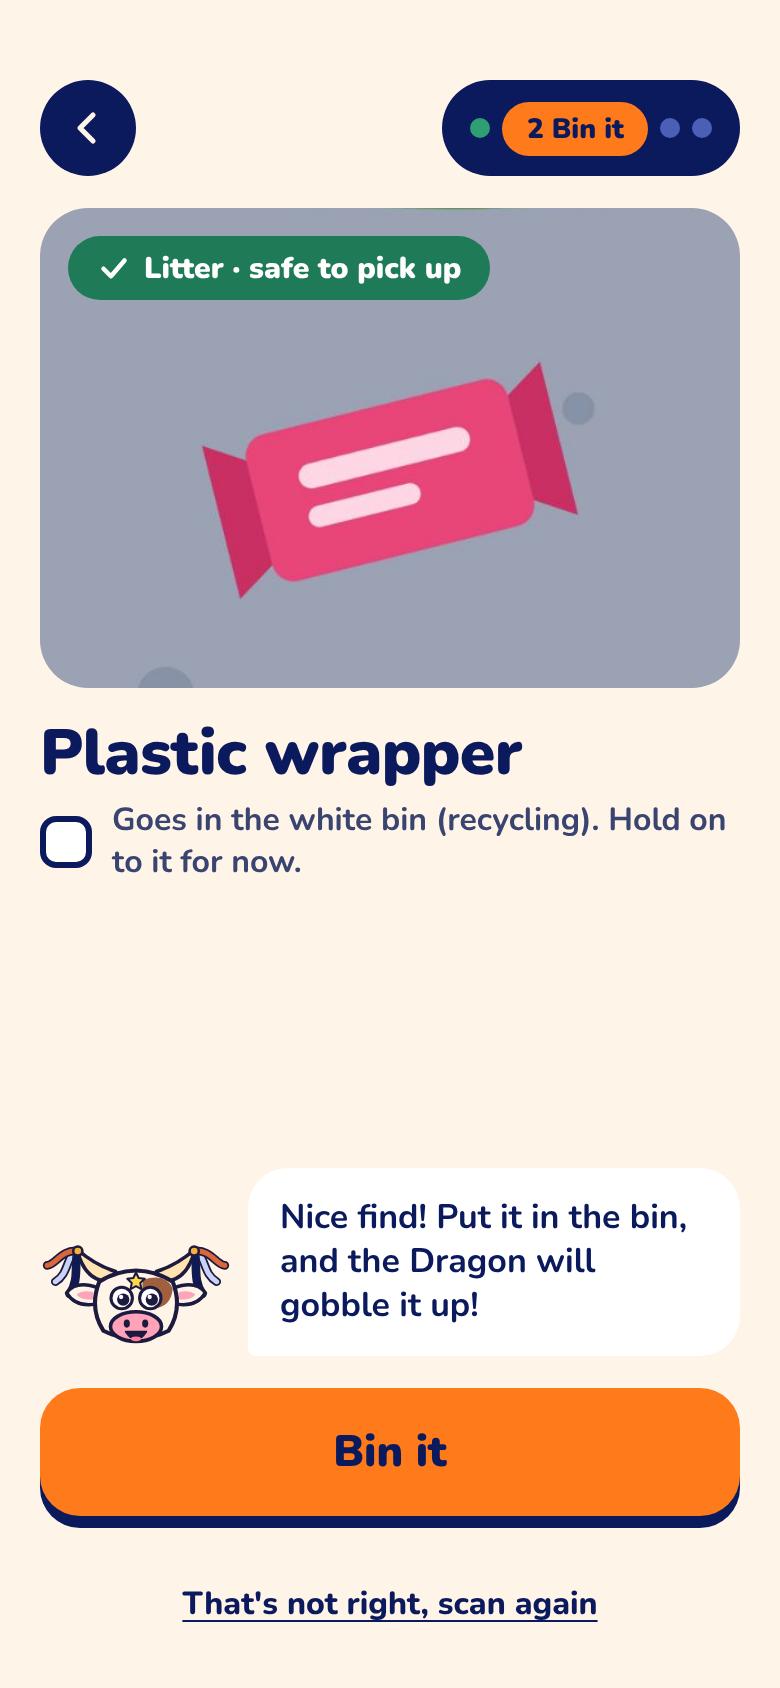 2 Bin it
Litter · safe to pick up
Plastic wrapper
Goes in the white bin (recycling). Hold on
to it for now.
Nice find! Put it in the bin,
and the Dragon will
gobble it up!
Bin it
That's not right, scan again